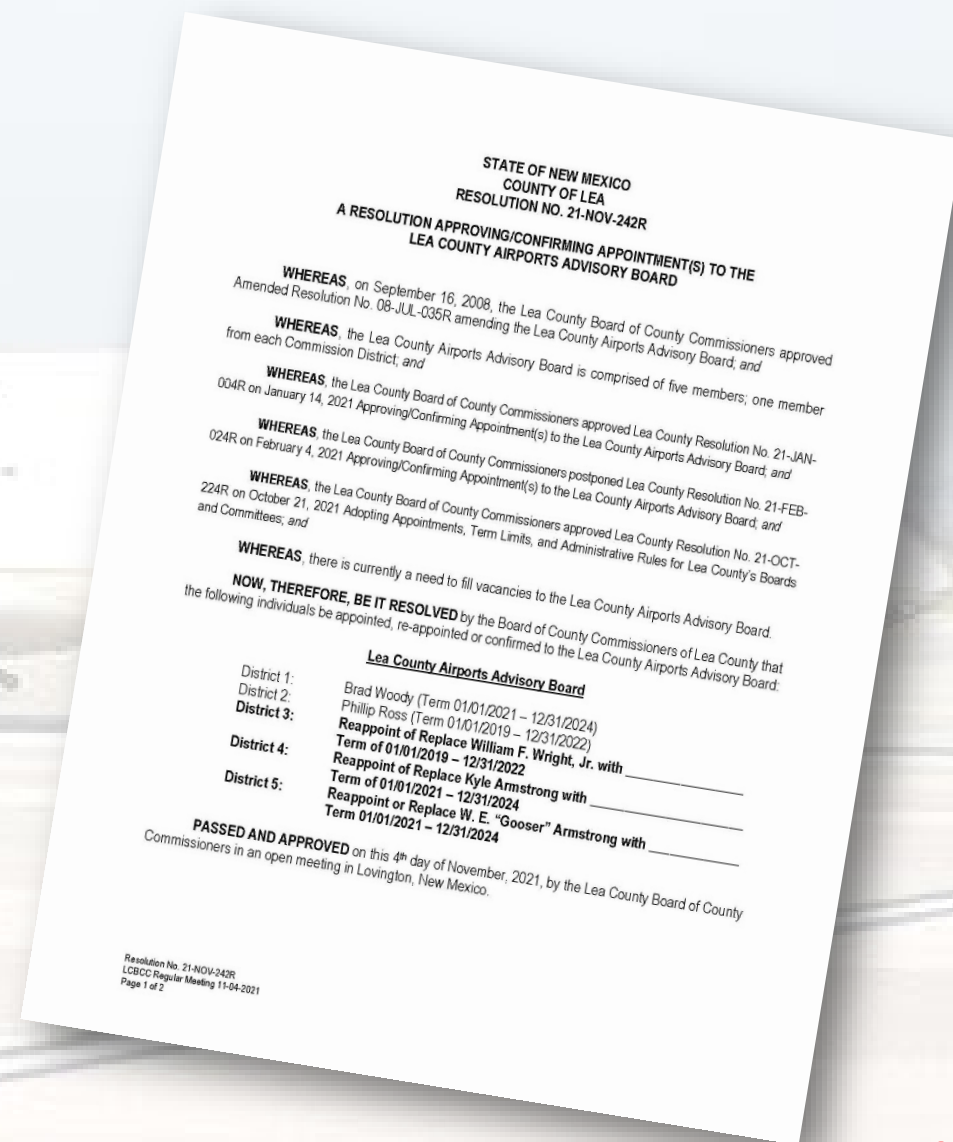 STATE OF NEW MEXICO
COUNTY OF LEA
RESOLUTION NO. 21-NOV-242R
A RESOLUTION APPROVING/CONFIRMING APPOINTMENT(S) TO THE
LEA COUNTY AIRPORTS ADVISORY BOARD
WHEREAS, on September 16, 2008, the Lea County Board of County Commissioners approved
Amended Resolution No. 08-JUL-035R amending the Lea County Airports Advisory Board; and
WHEREAS, the Lea County Airports Advisory Board is comprised of five members; one member
from each Commission District; and
WHEREAS, the Lea County Board of County Commissioners approved Lea County Resolution No. 21-JAN-
004R on January 14, 2021 Approving/Confirming Appointment(s) to the Lea County Airports Advisory Board; and
WHEREAS, the Lea County Board of County Commissioners postponed Lea County Resolution No. 21-FEB-
024R on February 4, 2021 Approving/Confirming Appointment(s) to the Lea County Airports Advisory Board; and
WHEREAS, the Lea County Board of County Commissioners approved Lea County Resolution No. 21-OCT-
224R on October 21, 2021 Adopting Appointments, Term Limits, and Administrative Rules for Lea County's Boards
and Committees; and
WHEREAS, there is currently a need to fill vacancies to the Lea County Airports Advisory Board.
NOW, THEREFORE, BE IT RESOLVED by the Board of County Commissioners of Lea County that
the following individuals be appointed, re-appointed or confirmed to the Lea County Airports Advisory Board:
Lea County Airports Advisory Board
District 1: Brad Woody (Term 01/01/2021 – 12/31/2024)
District 2: Phillip Ross (Term 01/01/2019 – 12/31/2022)
District 3: Reappoint of Replace William F. Wright, Jr. with ____________
Term of 01/01/2019 – 12/31/2022
District 4: Reappoint of Replace Kyle Armstrong with ____________
Term of 01/01/2021 – 12/31/2024
District 5: Reappoint or Replace W. E. “Gooser” Armstrong with ____________
Term 01/01/2021 – 12/31/2024
PASSED AND APPROVED on this 4th day of November, 2021, by the Lea County Board of County
Commissioners in an open meeting in Lovington, New Mexico.
Resolution No. 21-NOV-242R
LCBCC Regular Meeting 11-04-2021
Page 1 of 2